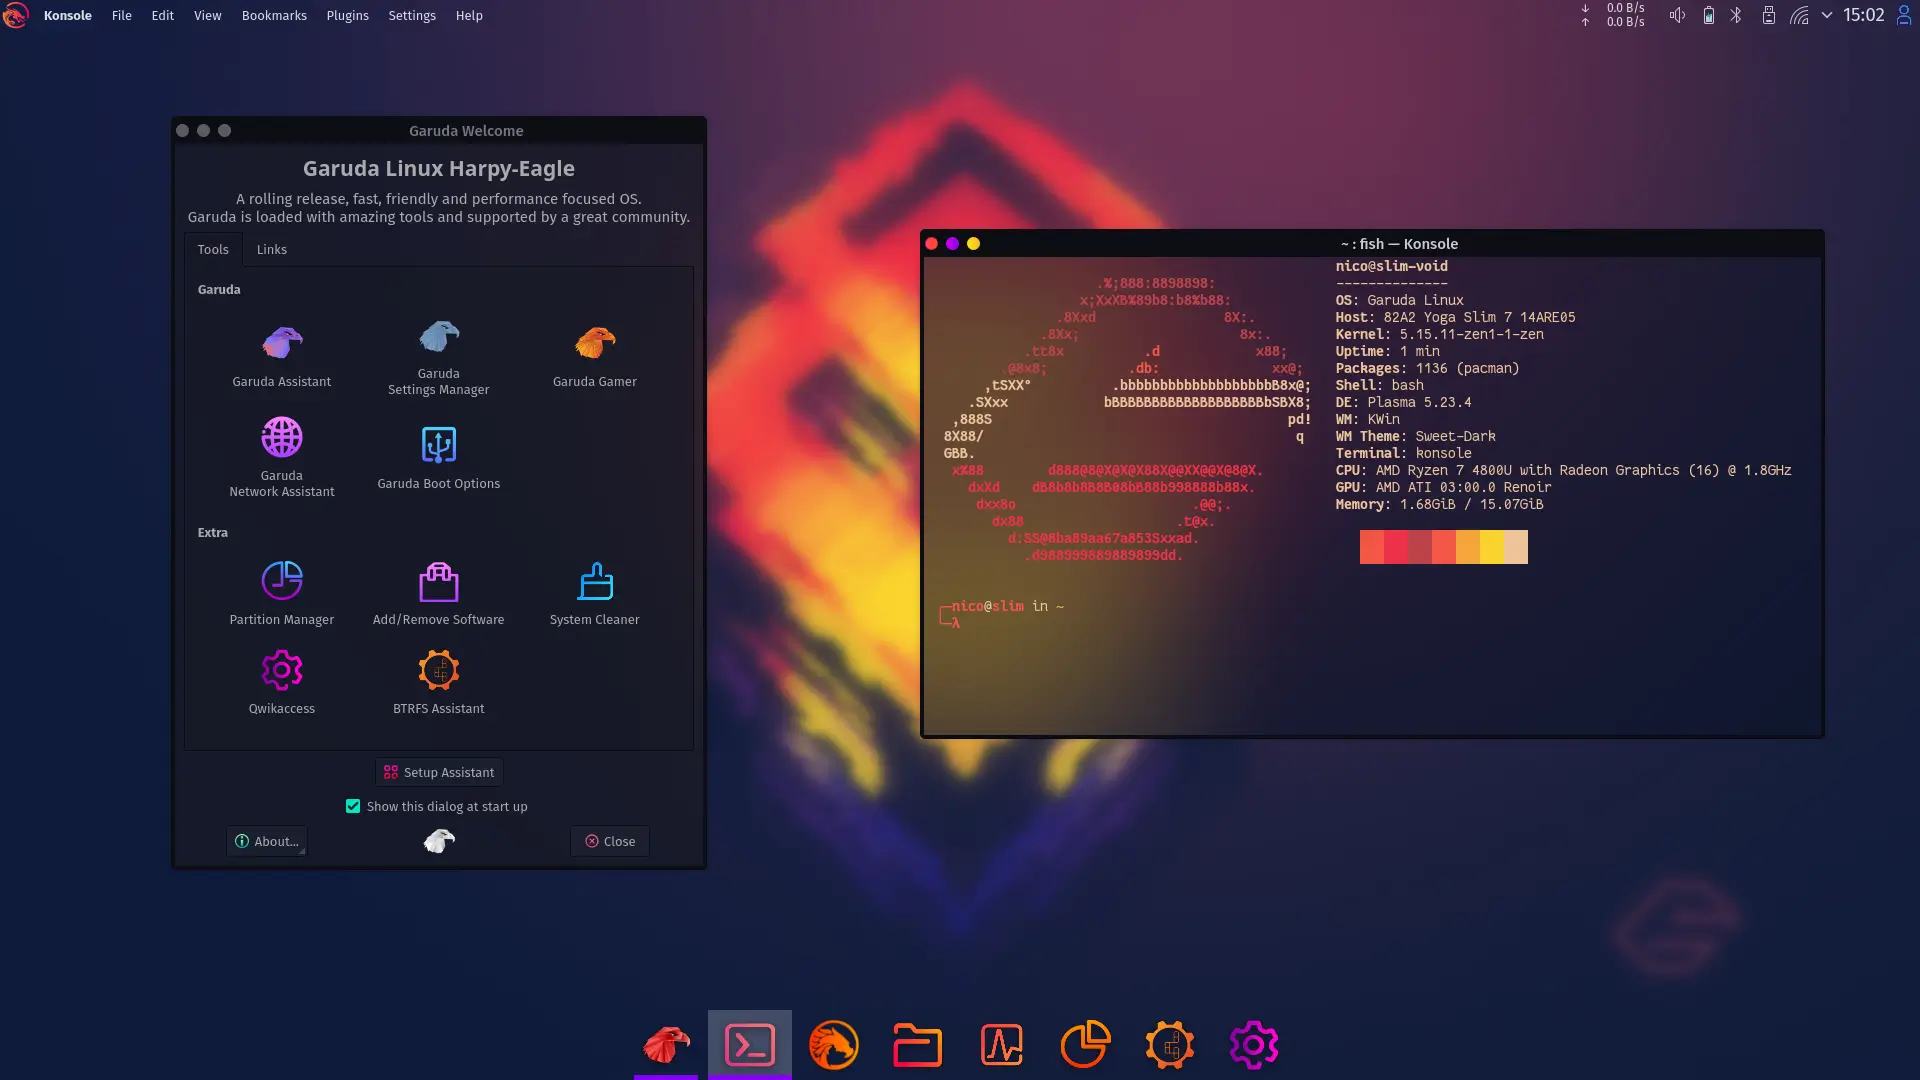 Konsole File Edit View Bookmarks Plugins Settings Help
0.0 B/s
0.0 B/s
15:02
Garuda Welcome
Garuda Linux Harpy-Eagle
A rolling release, fast, friendly and performance focused OS.
Garuda is loaded with amazing tools and supported by a great community.
Tools Links
Garuda
Garuda Assistant
Garuda
Settings Manager
Garuda Gamer
Garuda
Network Assistant
Garuda Boot Options
Extra
Partition Manager
Add/Remove Software
System Cleaner
Qwikaccess
BTRFS Assistant
Setup Assistant
Show this dialog at start up
About...
Close
~ : fish — Konsole
.%;888:8898898:
x;XxXB%89b8:b8%b88:
.8Xxd 8X:.
.8Xx; 8x:.
.tt8x .d x88;
.@8x8; .db: xx@;
,tSXX° .bbbbbbbbbbbbbbbbbbbB8x@;
.SXxx bBBBBBBBBBBBBBBBBBBBbSBX8;
,888S pd!
8X88/ q
GBB.
x%88 d888@8@X@X@X88X@@XX@@X@8@X.
dxXd dB8b8b8B8B08bB88b998888b88x.
dxx8o .@@;.
dx88 .t@x.
d:SS@8ba89aa67a853Sxxad.
.d988999889889899dd.
nico@slim-void
--------------
OS: Garuda Linux
Host: 82A2 Yoga Slim 7 14ARE05
Kernel: 5.15.11-zen1-1-zen
Uptime: 1 min
Packages: 1136 (pacman)
Shell: bash
DE: Plasma 5.23.4
WM: KWin
WM Theme: Sweet-Dark
Terminal: konsole
CPU: AMD Ryzen 7 4800U with Radeon Graphics (16) @ 1.8GHz
GPU: AMD ATI 03:00.0 Renoir
Memory: 1.68GiB / 15.07GiB
╭─nico@slim in ~
╰─λ